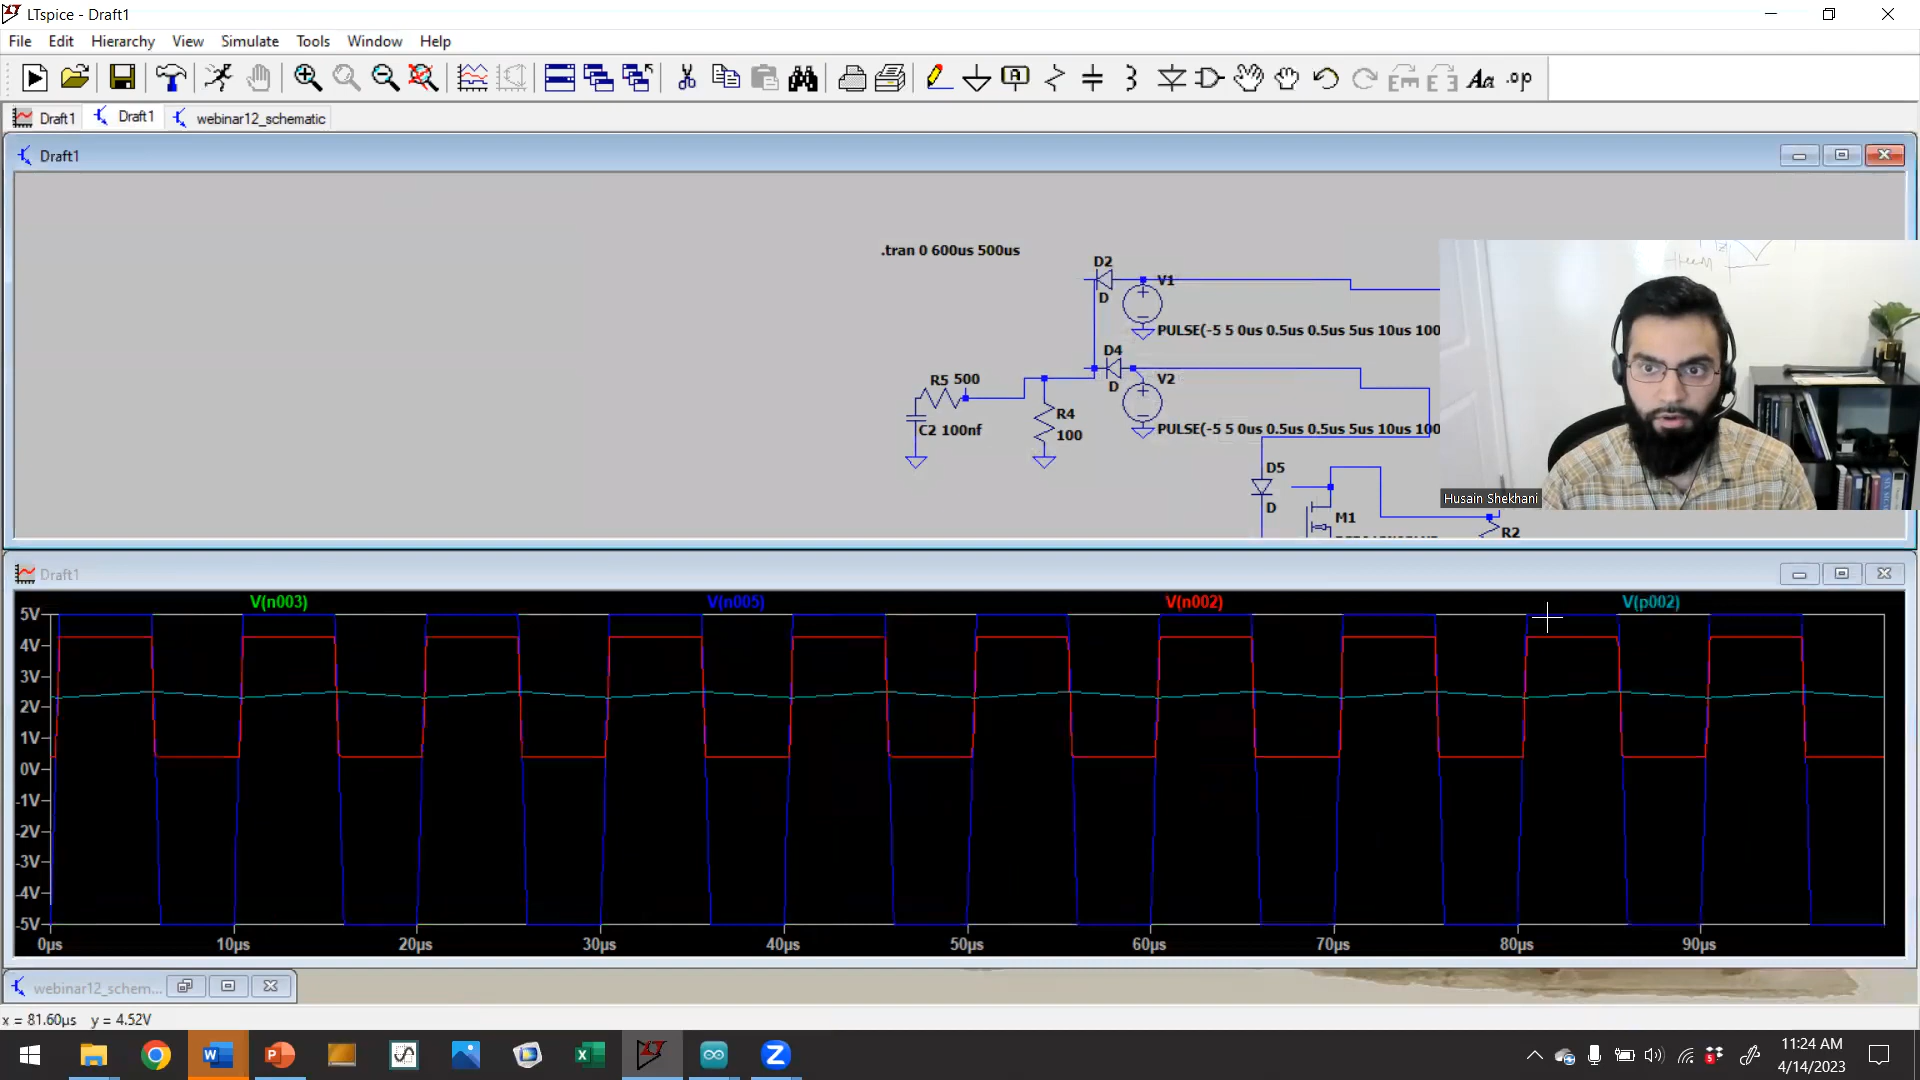 LTspice - Draft1
File Edit Hierarchy View Simulate Tools Window Help
Aa .op
Draft1 Draft1 webinar12_schematic
Draft1
.tran 0 600us 500us
D2
D
V1
PULSE(-5 5 0us 0.5us 0.5us 5us 10us 100
D4
D
V2
PULSE(-5 5 0us 0.5us 0.5us 5us 10us 100
R5 500
C2 100nf
R4
100
D5
D
M1
R2
Husain Shekhani
Draft1
V(n003) V(n005) V(n002) V(p002)
5V
4V
3V
2V
1V
0V
-1V
-2V
-3V
-4V
-5V
0µs 10µs 20µs 30µs 40µs 50µs 60µs 70µs 80µs 90µs
webinar12_schem...
x = 81.60µs y = 4.52V
11:24 AM
4/14/2023